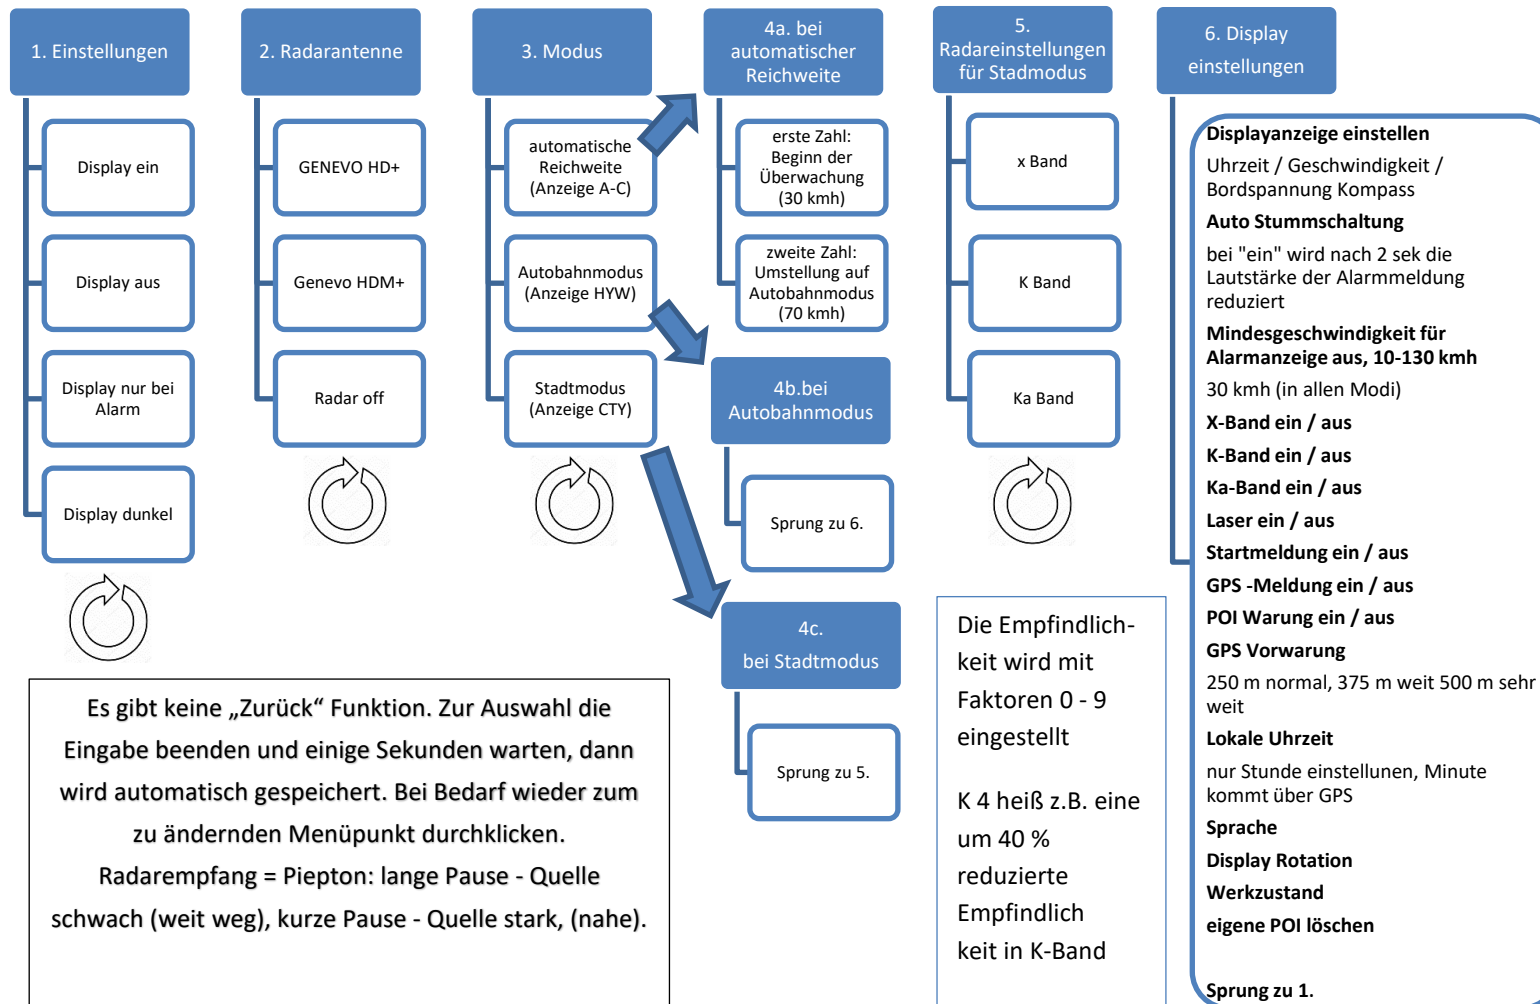 1. Einstellungen
Display ein
Display aus
Display nur bei
Alarm
Display dunkel
2. Radarantenne
GENEVO HD+
Genevo HDM+
Radar off
3. Modus
automatische
Reichweite
(Anzeige A-C)
Autobahnmodus
(Anzeige HYW)
Stadtmodus
(Anzeige CTY)
4a. bei
automatischer
Reichweite
erste Zahl:
Beginn der
Überwachung
(30 kmh)
zweite Zahl:
Umstellung auf
Autobahnmodus
(70 kmh)
4b.bei
Autobahnmodus
Sprung zu 6.
4c.
bei Stadtmodus
Sprung zu 5.
5.
Radareinstellungen
für Stadmodus
x Band
K Band
Ka Band
6. Display
einstellungen
Displayanzeige einstellen
Uhrzeit / Geschwindigkeit /
Bordspannung Kompass
Auto Stummschaltung
bei "ein" wird nach 2 sek die
Lautstärke der Alarmmeldung
reduziert
Mindesgeschwindigkeit für
Alarmanzeige aus, 10-130 kmh
30 kmh (in allen Modi)
X-Band ein / aus
K-Band ein / aus
Ka-Band ein / aus
Laser ein / aus
Startmeldung ein / aus
GPS -Meldung ein / aus
POI Warung ein / aus
GPS Vorwarung
250 m normal, 375 m weit 500 m sehr
weit
Lokale Uhrzeit
nur Stunde einstellunen, Minute
kommt über GPS
Sprache
Display Rotation
Werkzustand
eigene POI löschen
Sprung zu 1.
Es gibt keine „Zurück“ Funktion. Zur Auswahl die
Eingabe beenden und einige Sekunden warten, dann
wird automatisch gespeichert. Bei Bedarf wieder zum
zu ändernden Menüpunkt durchklicken.
Radarempfang = Piepton: lange Pause - Quelle
schwach (weit weg), kurze Pause - Quelle stark, (nahe).
Die Empfindlich-
keit wird mit
Faktoren 0 - 9
eingestellt
K 4 heiß z.B. eine
um 40 %
reduzierte
Empfindlich
keit in K-Band